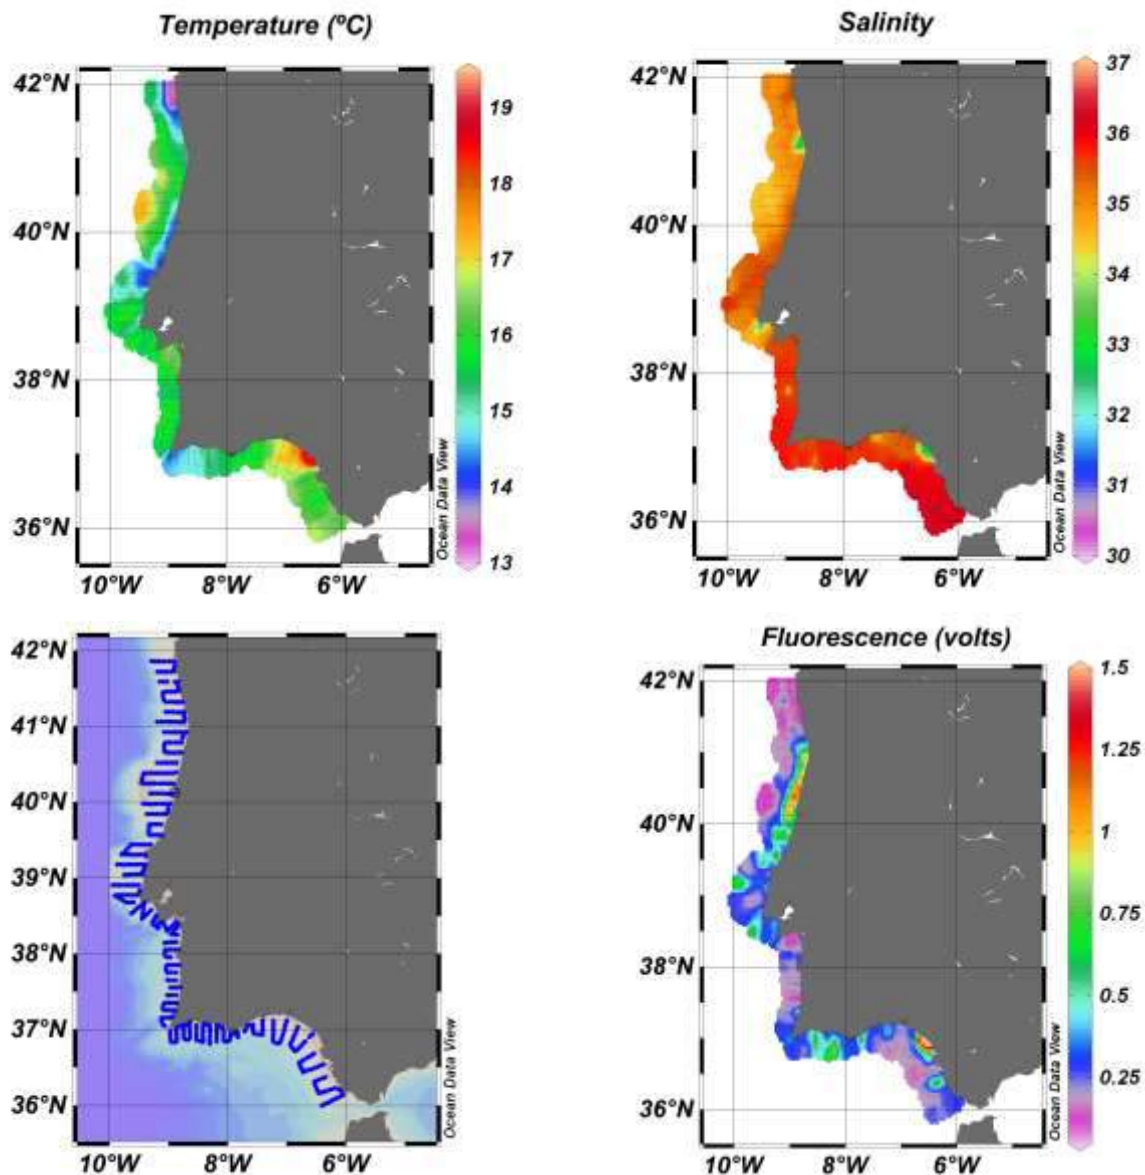 Temperature (ºC)
42°N
40°N
38°N
36°N
10°W 8°W 6°W
19
18
17
16
15
14
13
Ocean Data View
Salinity
42°N
40°N
38°N
36°N
10°W 8°W 6°W
37
36
35
34
33
32
31
30
Ocean Data View
42°N
41°N
40°N
39°N
38°N
37°N
36°N
10°W 8°W 6°W
Ocean Data View
Fluorescence (volts)
42°N
40°N
38°N
36°N
10°W 8°W 6°W
1.5
1.25
1
0.75
0.5
0.25
Ocean Data View